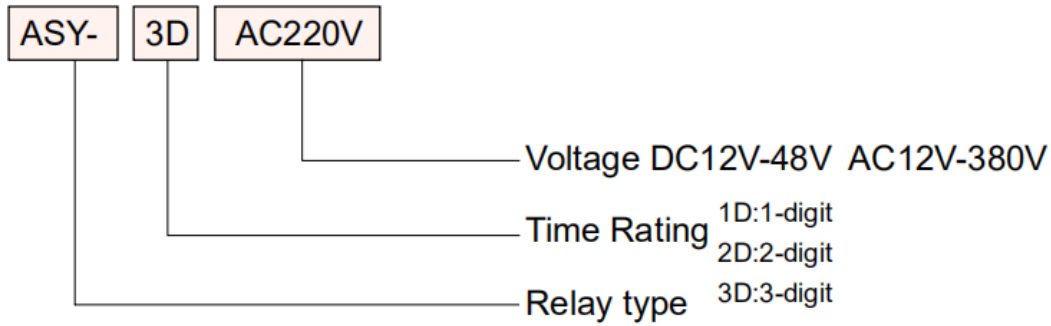 ASY- 3D AC220V
Voltage DC12V-48V AC12V-380V
Time Rating
1D:1-digit
2D:2-digit
3D:3-digit
Relay type